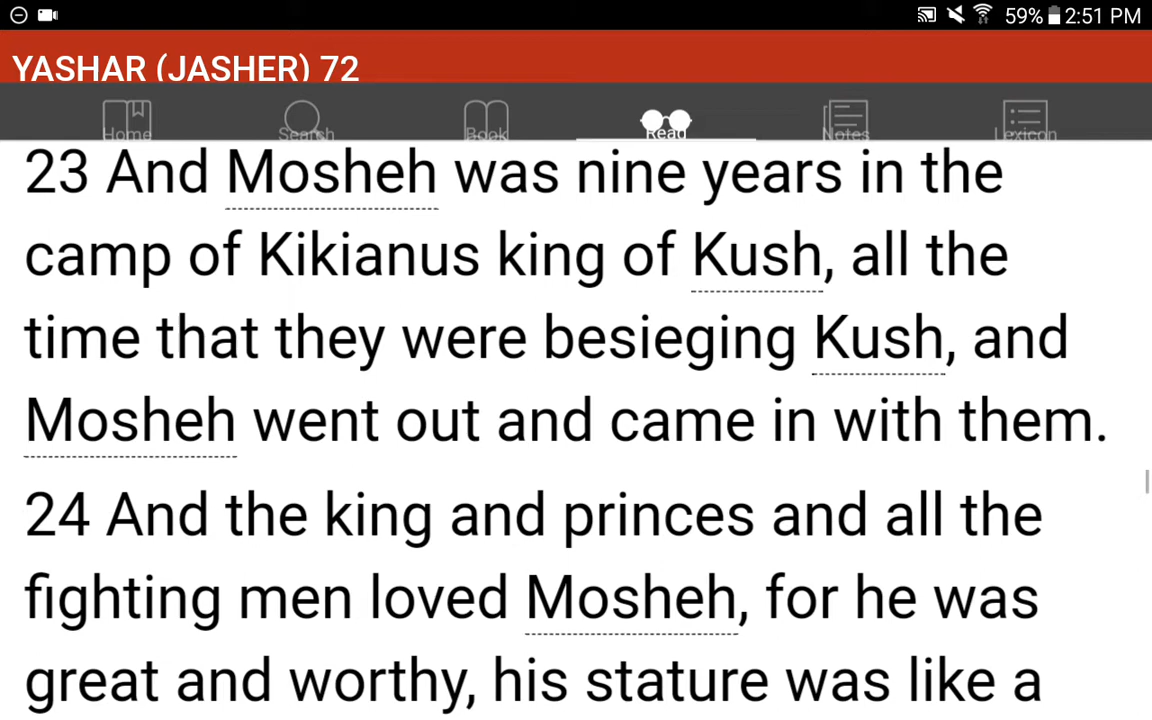 59% 2:51 PM
YASHAR (JASHER) 72
Home Search Book Read Notes Lexicon
23 And Mosheh was nine years in the
camp of Kikianus king of Kush, all the
time that they were besieging Kush, and
Mosheh went out and came in with them.
24 And the king and princes and all the
fighting men loved Mosheh, for he was
great and worthy, his stature was like a